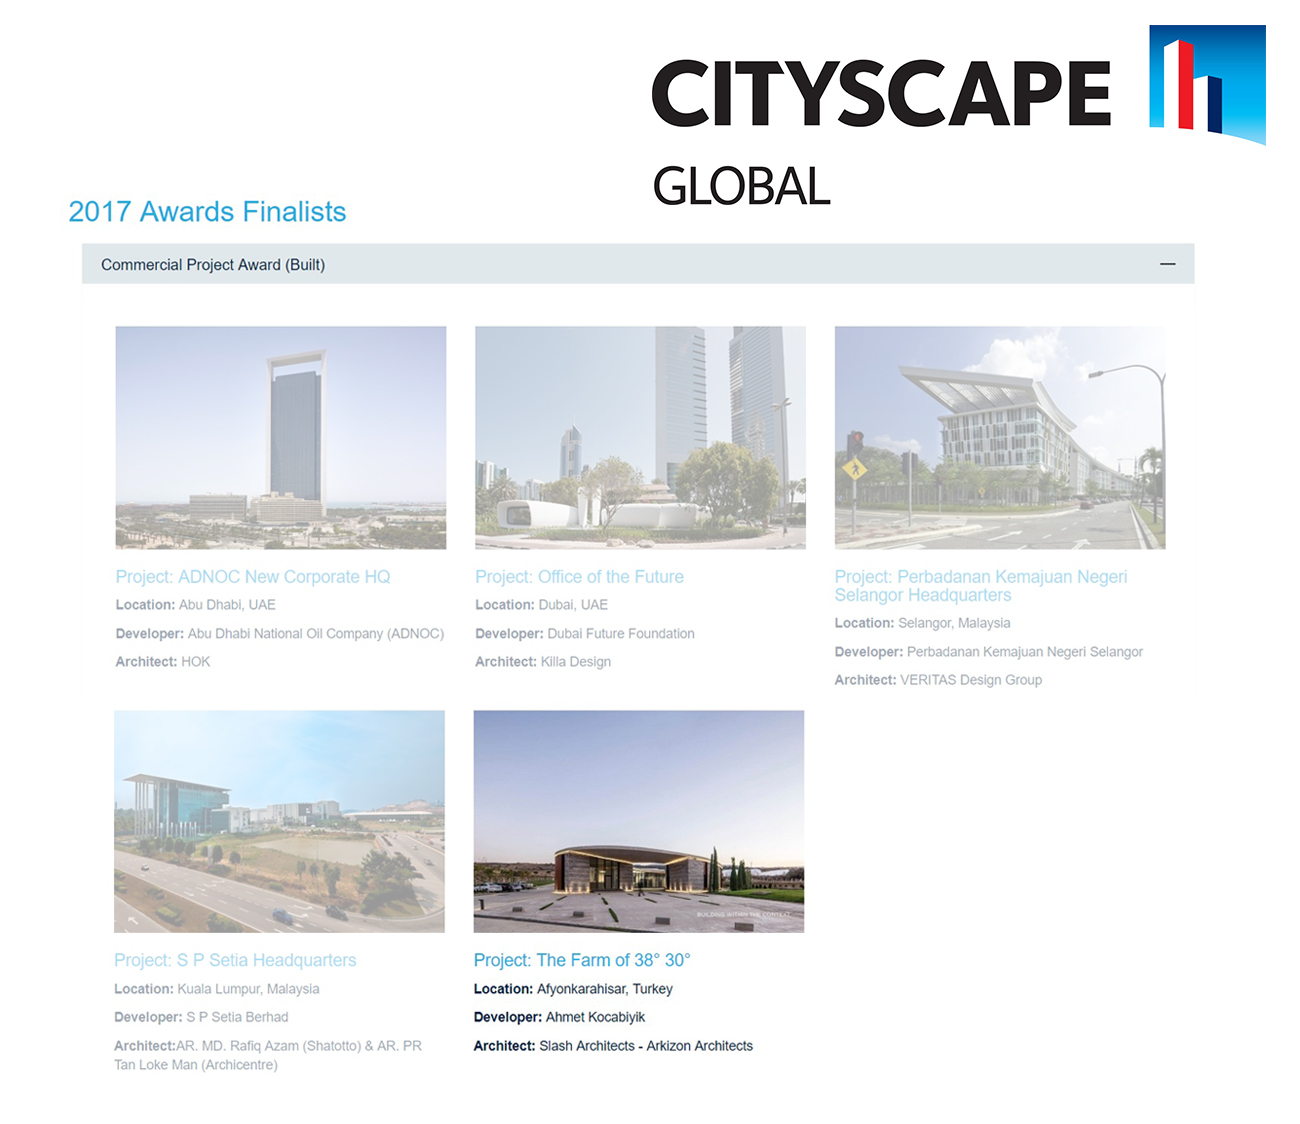 CITYSCAPE
GLOBAL
2017 Awards Finalists
Commercial Project Award (Built)
Project: ADNOC New Corporate HQ
Location: Abu Dhabi, UAE
Developer: Abu Dhabi National Oil Company (ADNOC)
Architect: HOK
Project: Office of the Future
Location: Dubai, UAE
Developer: Dubai Future Foundation
Architect: Killa Design
Project: Perbadanan Kemajuan Negeri
Selangor Headquarters
Location: Selangor, Malaysia
Developer: Perbadanan Kemajuan Negeri Selangor
Architect: VERITAS Design Group
BUILDING WITHIN THE CONTEXT
Project: S P Setia Headquarters
Location: Kuala Lumpur, Malaysia
Developer: S P Setia Berhad
Architect:AR. MD. Rafiq Azam (Shatotto) & AR. PR
Tan Loke Man (Archicentre)
Project: The Farm of 38° 30°
Location: Afyonkarahisar, Turkey
Developer: Ahmet Kocabiyik
Architect: Slash Architects - Arkizon Architects